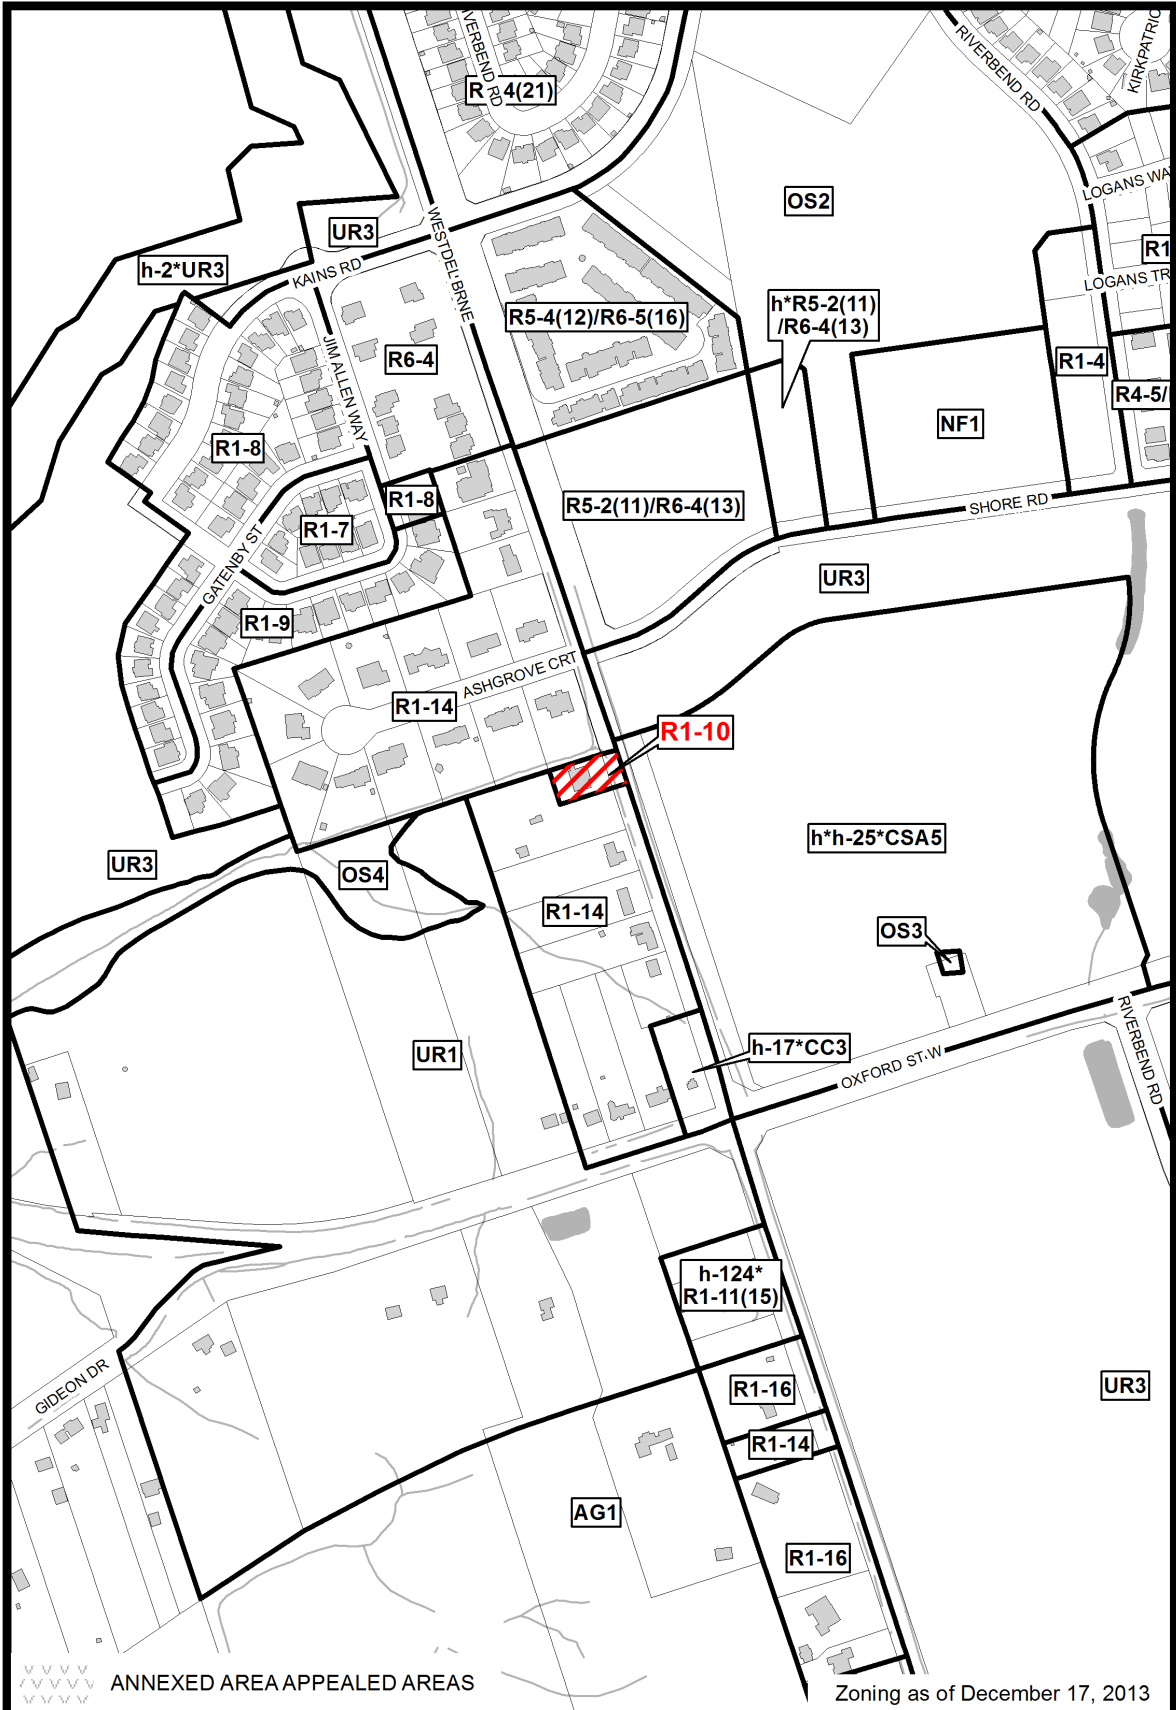 R 4(21)
RIVERBEND RD
KIRKPATRIC
OS2
LOGANS WA
WESTDEL BRNE
UR3
R1
h-2*UR3
KAINS RD
LOGANS TR
h*R5-2(11)
/R6-4(13)
R5-4(12)/R6-5(16)
JIM ALLEN WAY
R6-4
R1-4
R4-5/
NF1
R1-8
R1-8
R5-2(11)/R6-4(13)
SHORE RD
R1-7
GATENBY ST
UR3
R1-9
ASHGROVE CRT
R1-14
R1-10
h*h-25*CSA5
UR3
OS4
R1-14
OS3
h-17*CC3
UR1
OXFORD ST.W
RIVERBEND RD
h-124*
R1-11(15)
UR3
R1-16
GIDEON DR
R1-14
AG1
R1-16
ANNEXED AREA APPEALED AREAS
Zoning as of December 17, 2013